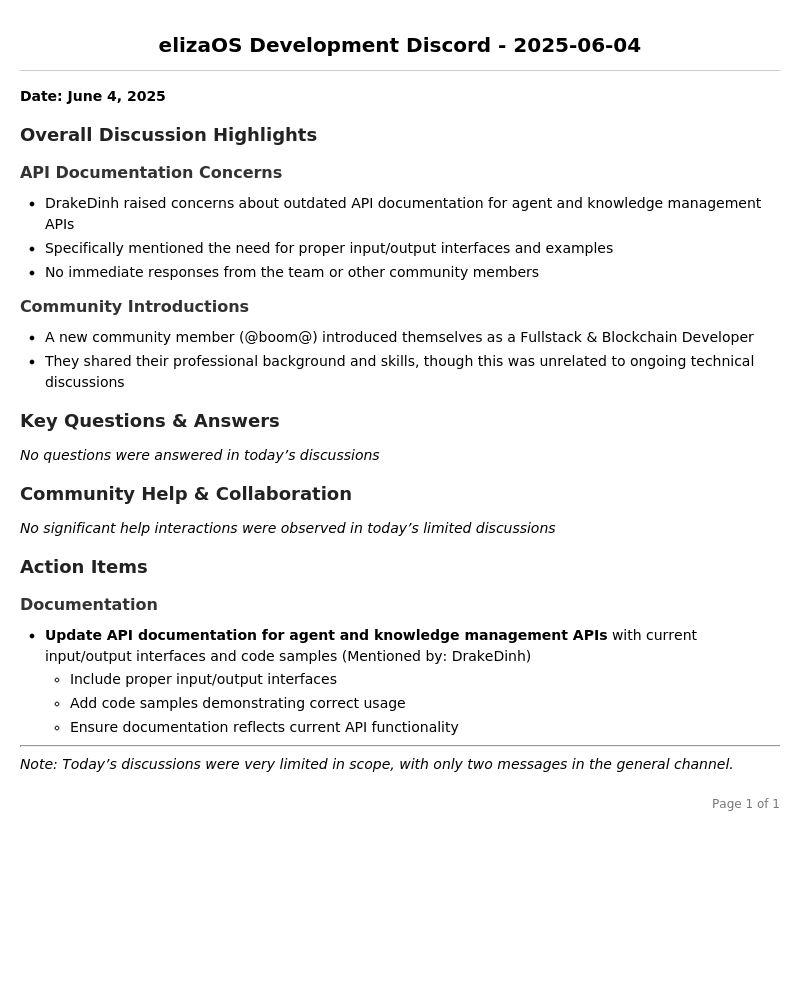 elizaOS Development Discord - 2025-06-04
Date: June 4, 2025
Overall Discussion Highlights
API Documentation Concerns
• DrakeDinh raised concerns about outdated API documentation for agent and knowledge management
APIs
• Specifically mentioned the need for proper input/output interfaces and examples
• No immediate responses from the team or other community members
Community Introductions
• A new community member (@boom@) introduced themselves as a Fullstack & Blockchain Developer
• They shared their professional background and skills, though this was unrelated to ongoing technical
discussions
Key Questions & Answers
No questions were answered in today’s discussions
Community Help & Collaboration
No significant help interactions were observed in today’s limited discussions
Action Items
Documentation
• Update API documentation for agent and knowledge management APIs with current
input/output interfaces and code samples (Mentioned by: DrakeDinh)
◦ Include proper input/output interfaces
◦ Add code samples demonstrating correct usage
◦ Ensure documentation reflects current API functionality
Note: Today’s discussions were very limited in scope, with only two messages in the general channel.
Page 1 of 1